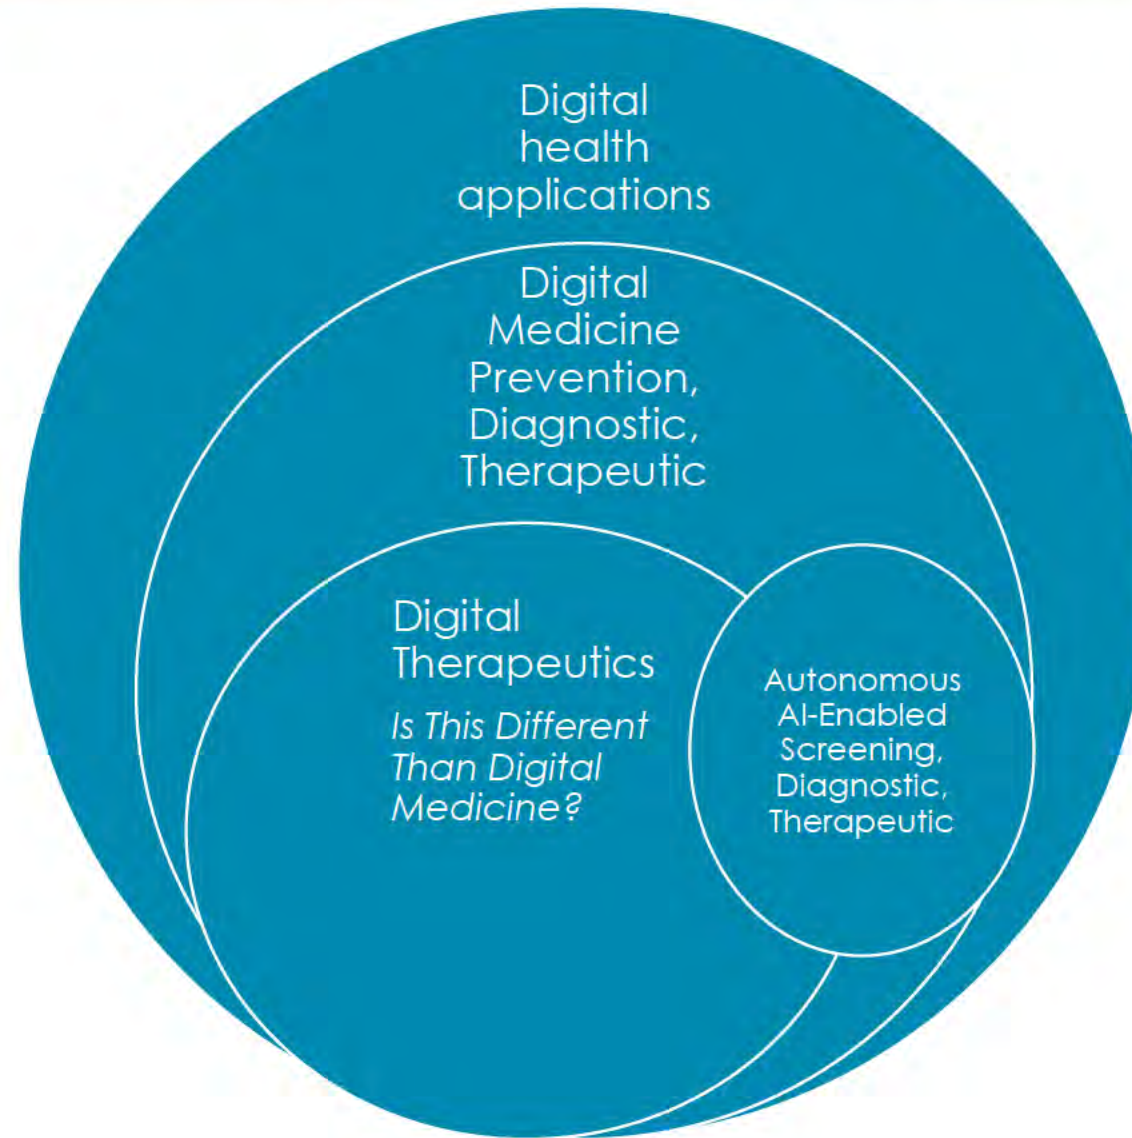 Digital
health
applications
Digital
Medicine
Prevention,
Diagnostic,
Therapeutic
Digital
Therapeutics
Is This Different
Than Digital
Medicine?
Autonomous
AI-Enabled
Screening,
Diagnostic,
Therapeutic